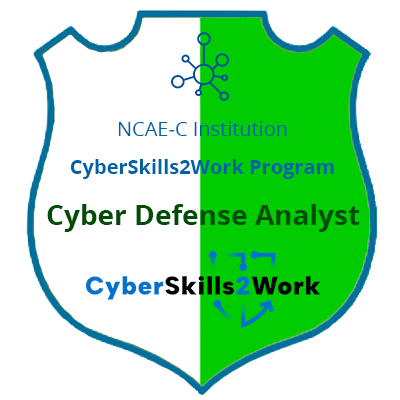 NCAE-C Institution
CyberSkills2Work Program
Cyber Defense Analyst
CyberSkills2Work